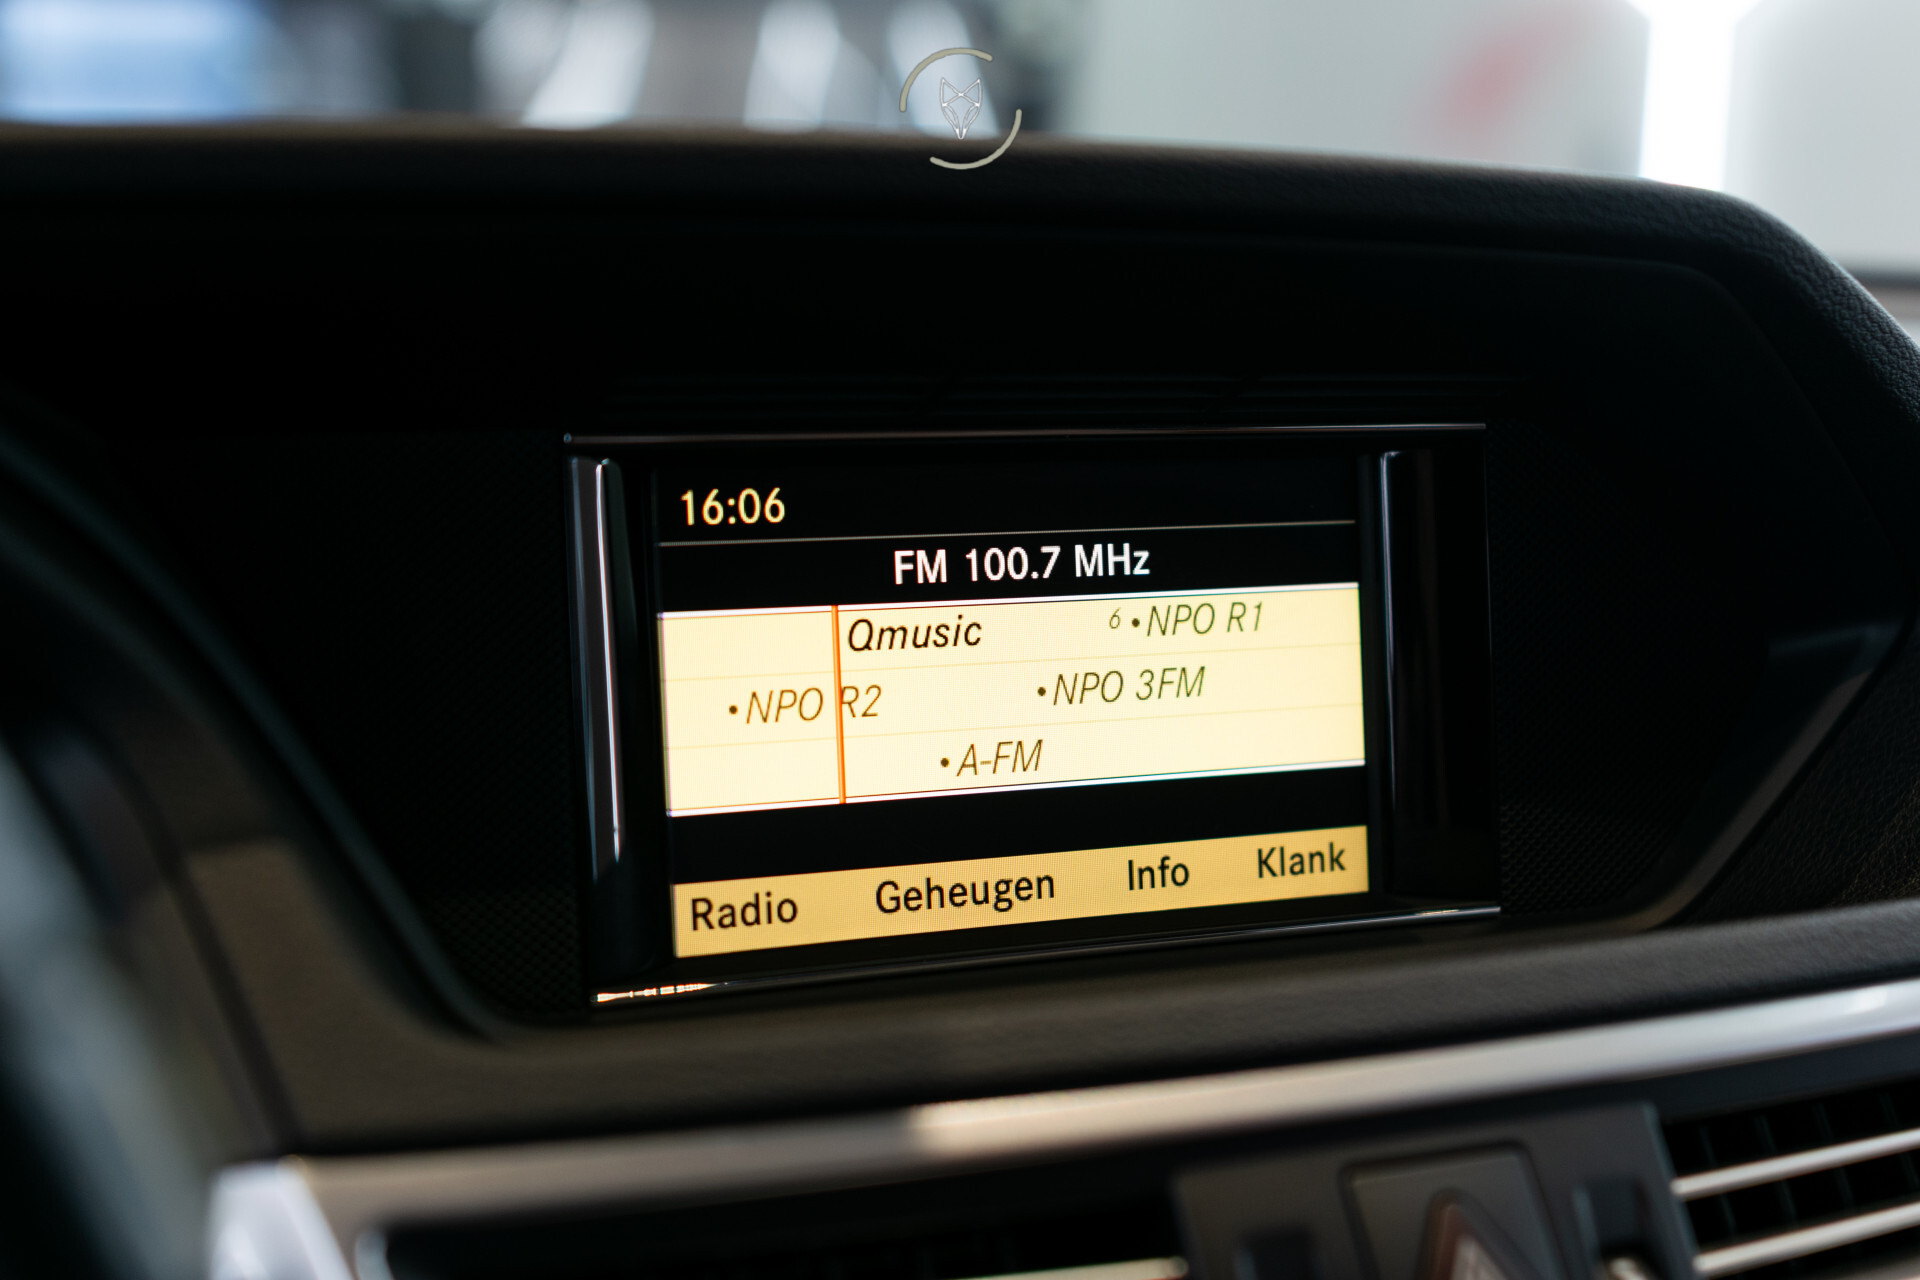 16:06
FM 100.7 MHz
Qmusic 6 •NPO R1
•NPO R2 •NPO 3FM
•A-FM
Radio Geheugen Info Klank